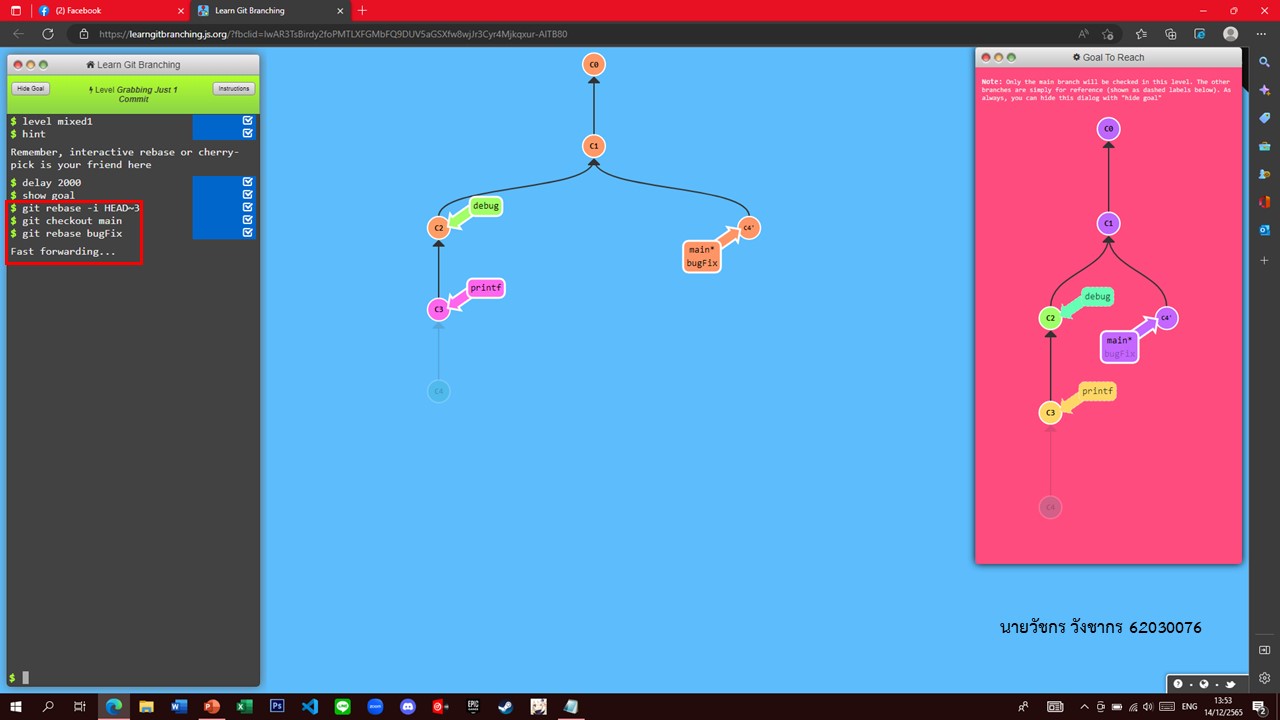 (2) Facebook
Learn Git Branching
https://learngitbranching.js.org/?fbclid=IwAR3Ts8irdy2foPMTLXFGMbFQ9DUV5aGSXfw8wjJr3Cyr4Mjkqxur-AlTB80
Learn Git Branching
Hide Goal
Level Grabbing Just 1
Commit
Instructions
$ level mixed1
$ hint
Remember, interactive rebase or cherry-
pick is your friend here
$ delay 2000
$ show goal
$ git rebase -i HEAD~3
$ git checkout main
$ git rebase bugFix
Fast forwarding...
$
C0
C1
debug
C2
C4'
main*
bugFix
printf
C3
C4
Goal To Reach
Note: Only the main branch will be checked in this level. The other
branches are simply for reference (shown as dashed labels below). As
always, you can hide this dialog with "hide goal"
C0
C1
debug
C2
C4'
main*
bugFix
printf
C3
C4
นายวัชกร วังชากร 62030076
ENG
13:53
14/12/2565